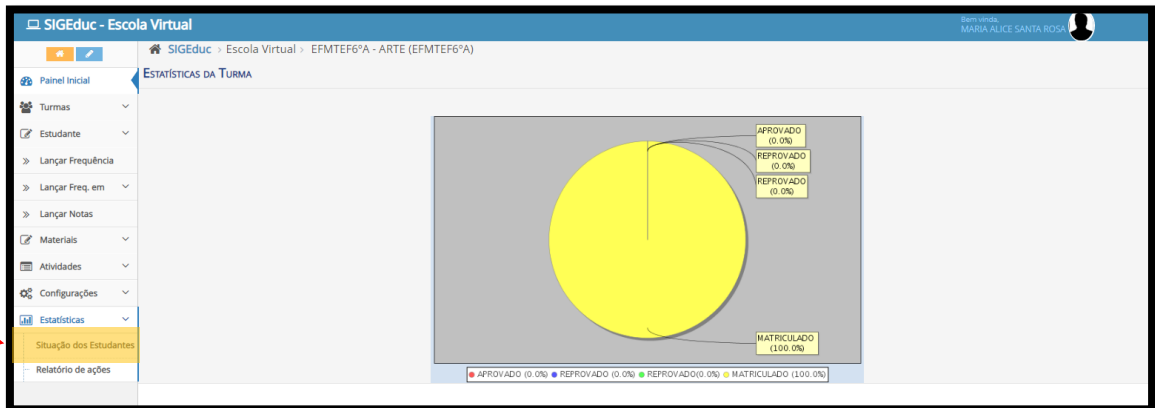 SIGEduc - Escola Virtual
Bem vinda,
MARIA ALICE SANTA ROSA
SIGEduc > Escola Virtual > EFMTEF6ºA - ARTE (EFMTEF6ºA)
Painel Inicial
Turmas
Estudante
Lançar Frequência
Lançar Freq. em
Lançar Notas
Materiais
Atividades
Configurações
Estatísticas
Situação dos Estudantes
Relatório de ações
ESTATÍSTICAS DA TURMA
APROVADO
(0.0%)
REPROVADO
(0.0%)
REPROVADO
(0.0%)
MATRICULADO
(100.0%)
APROVADO (0.0%) REPROVADO (0.0%) REPROVADO(0.0%) MATRICULADO (100.0%)